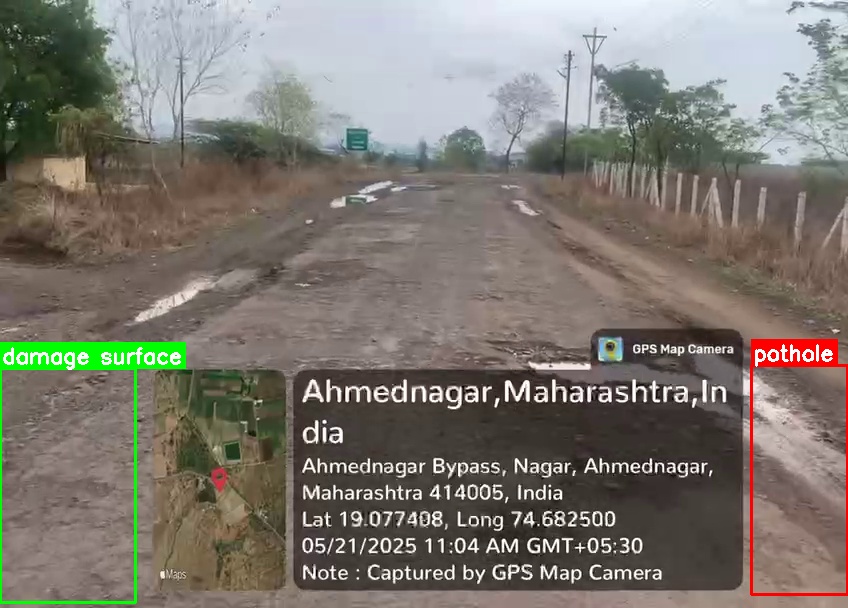 damage surface
GPS Map Camera
pothole
Ahmednagar,Maharashtra,In
dia
Ahmednagar Bypass, Nagar, Ahmednagar,
Maharashtra 414005, India
Lat 19.077408, Long 74.682500
05/21/2025 11:04 AM GMT+05:30
Note : Captured by GPS Map Camera
Maps